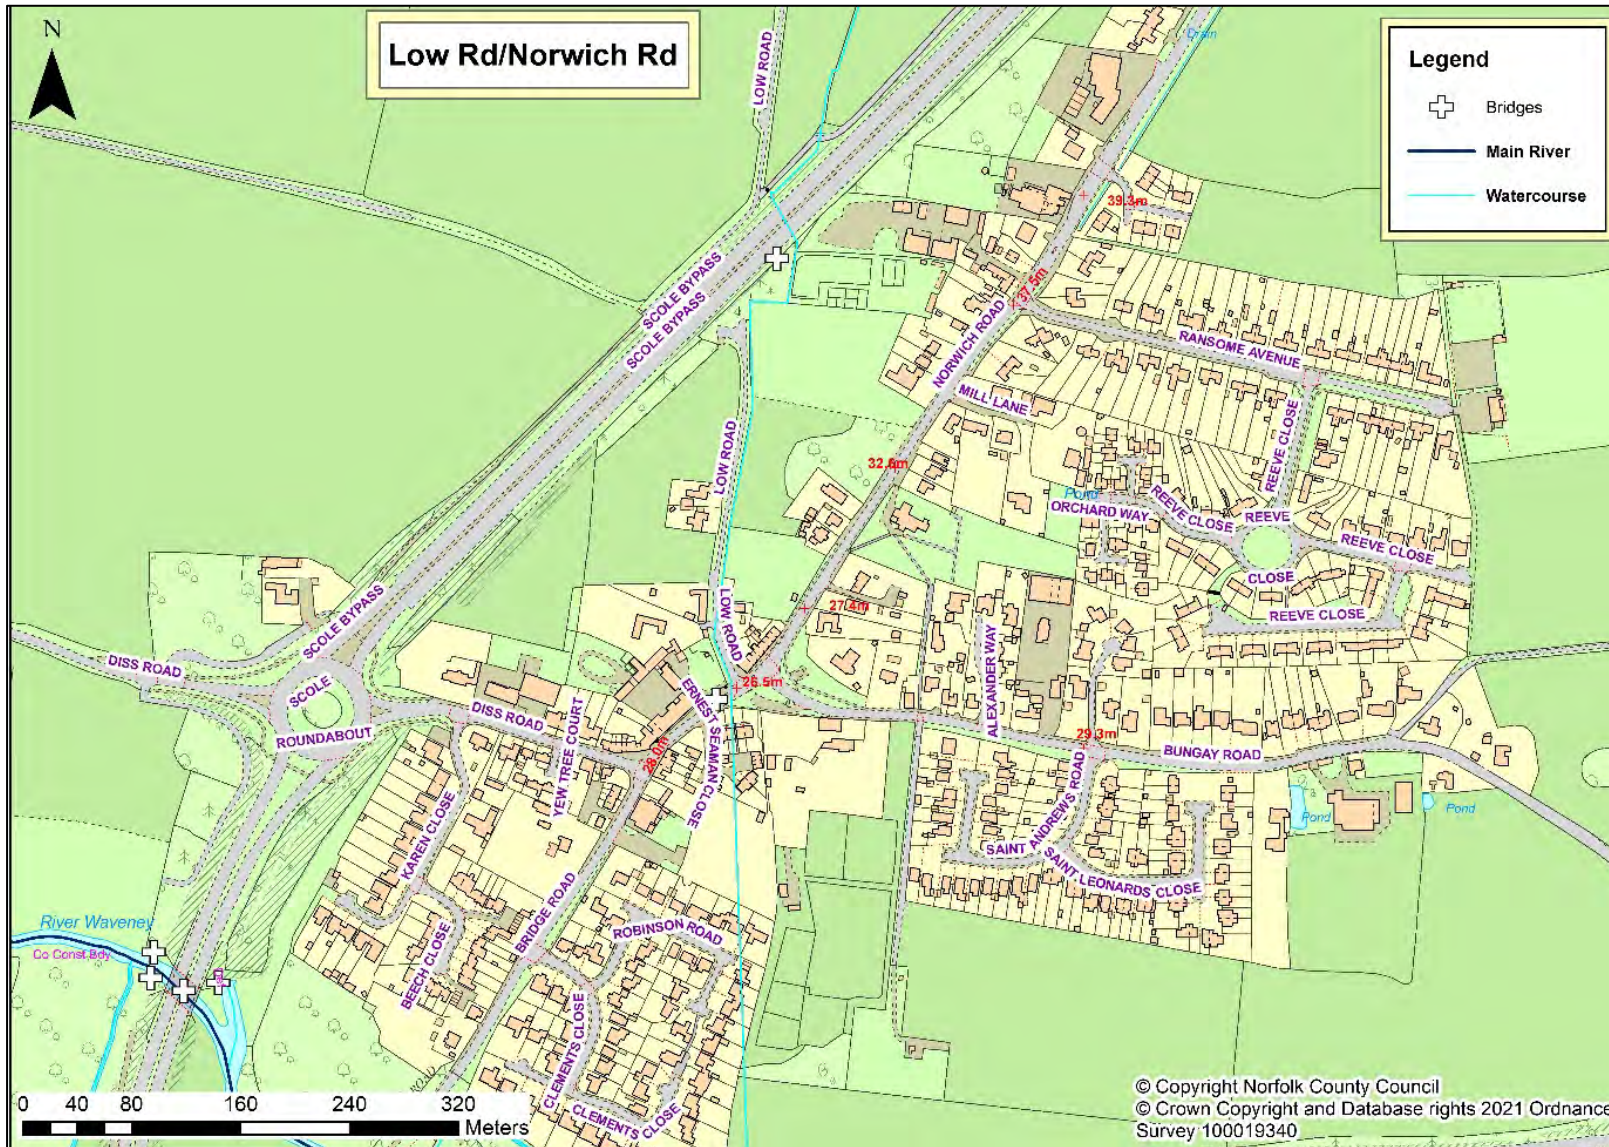 N
Low Rd/Norwich Rd
Legend
Bridges
Main River
Watercourse
LOW ROAD
Drain
39.3m
SCOLE BYPASS
SCOLE BYPASS
37.5m
NORWICH ROAD
RANSOME AVENUE
MILL LANE
REEVE CLOSE
LOW ROAD
32.6m
Pond
ORCHARD WAY
REEVE CLOSE
REEVE
REEVE CLOSE
CLOSE
REEVE CLOSE
SCOLE BYPASS
LOW ROAD
27.4m
ALEXANDER WAY
DISS ROAD
SCOLE
ROUNDABOUT
DISS ROAD
YEW TREE COURT
ERNEST SEAMAN CLOSE
26.5m
28.0m
29.3m
BUNGAY ROAD
Pond
Pond
KAREN CLOSE
SAINT ANDREWS ROAD
SAINT LEONARDS CLOSE
River Waveney
Co Const Bdy
BEECH CLOSE
BRIDGE ROAD
ROBINSON ROAD
CLEMENTS CLOSE
CLEMENTS CLOSE
0 40 80 160 240 320
Meters
© Copyright Norfolk County Council
© Crown Copyright and Database rights 2021 Ordnance
Survey 100019340